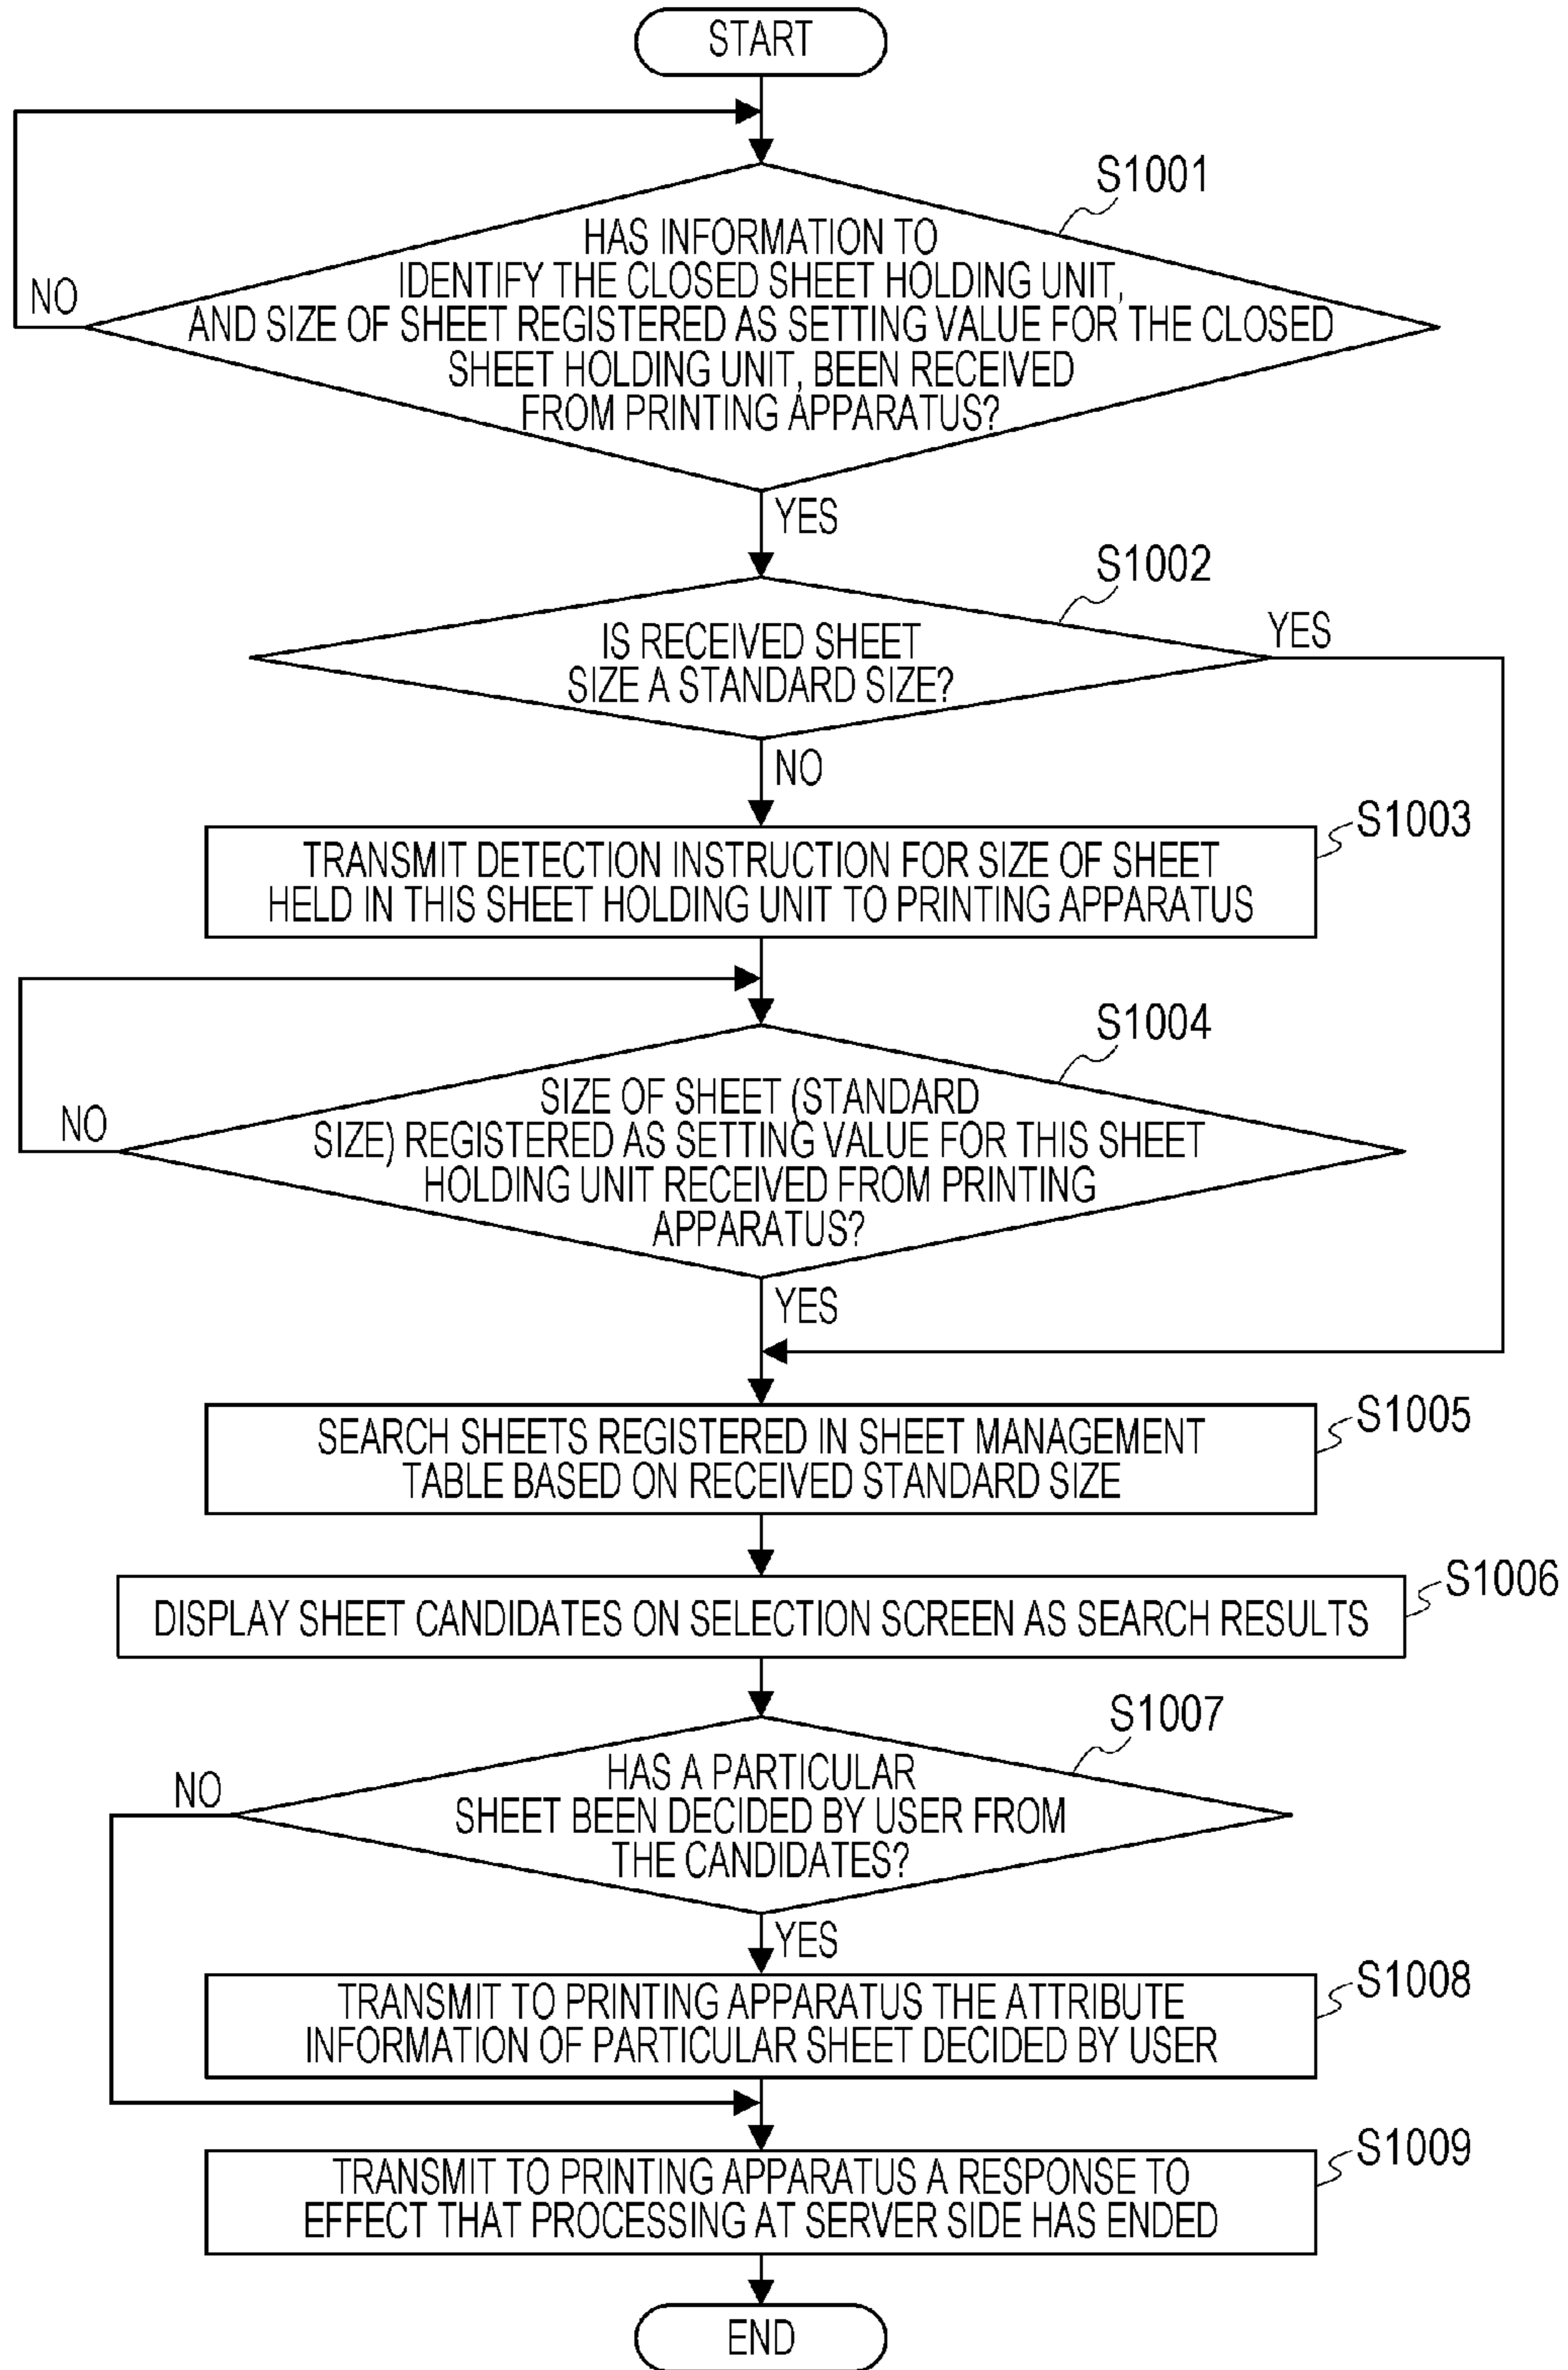 START
S1001
HAS INFORMATION TO
IDENTIFY THE CLOSED SHEET HOLDING UNIT,
AND SIZE OF SHEET REGISTERED AS SETTING VALUE FOR THE CLOSED
SHEET HOLDING UNIT, BEEN RECEIVED
FROM PRINTING APPARATUS?
NO
YES
S1002
IS RECEIVED SHEET
SIZE A STANDARD SIZE?
YES
NO
S1003
TRANSMIT DETECTION INSTRUCTION FOR SIZE OF SHEET
HELD IN THIS SHEET HOLDING UNIT TO PRINTING APPARATUS
S1004
SIZE OF SHEET (STANDARD
SIZE) REGISTERED AS SETTING VALUE FOR THIS SHEET
HOLDING UNIT RECEIVED FROM PRINTING
APPARATUS?
NO
YES
S1005
SEARCH SHEETS REGISTERED IN SHEET MANAGEMENT
TABLE BASED ON RECEIVED STANDARD SIZE
S1006
DISPLAY SHEET CANDIDATES ON SELECTION SCREEN AS SEARCH RESULTS
S1007
HAS A PARTICULAR
SHEET BEEN DECIDED BY USER FROM
THE CANDIDATES?
NO
YES
S1008
TRANSMIT TO PRINTING APPARATUS THE ATTRIBUTE
INFORMATION OF PARTICULAR SHEET DECIDED BY USER
S1009
TRANSMIT TO PRINTING APPARATUS A RESPONSE TO
EFFECT THAT PROCESSING AT SERVER SIDE HAS ENDED
END